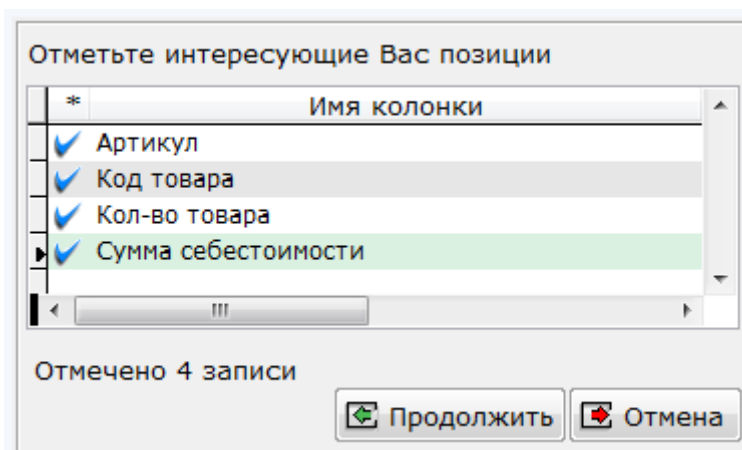 Отметьте интересующие Вас позиции
* Имя колонки
Артикул
Код товара
Кол-во товара
Сумма себестоимости
Отмечено 4 записи
Продолжить Отмена